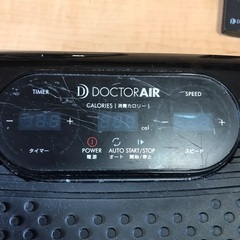 DOCTORAIR
TIMER CALORIES [消費カロリー] SPEED
− + cal − +
POWER AUTO START/STOP
タイマー 電源 オート 開始/停止 スピード